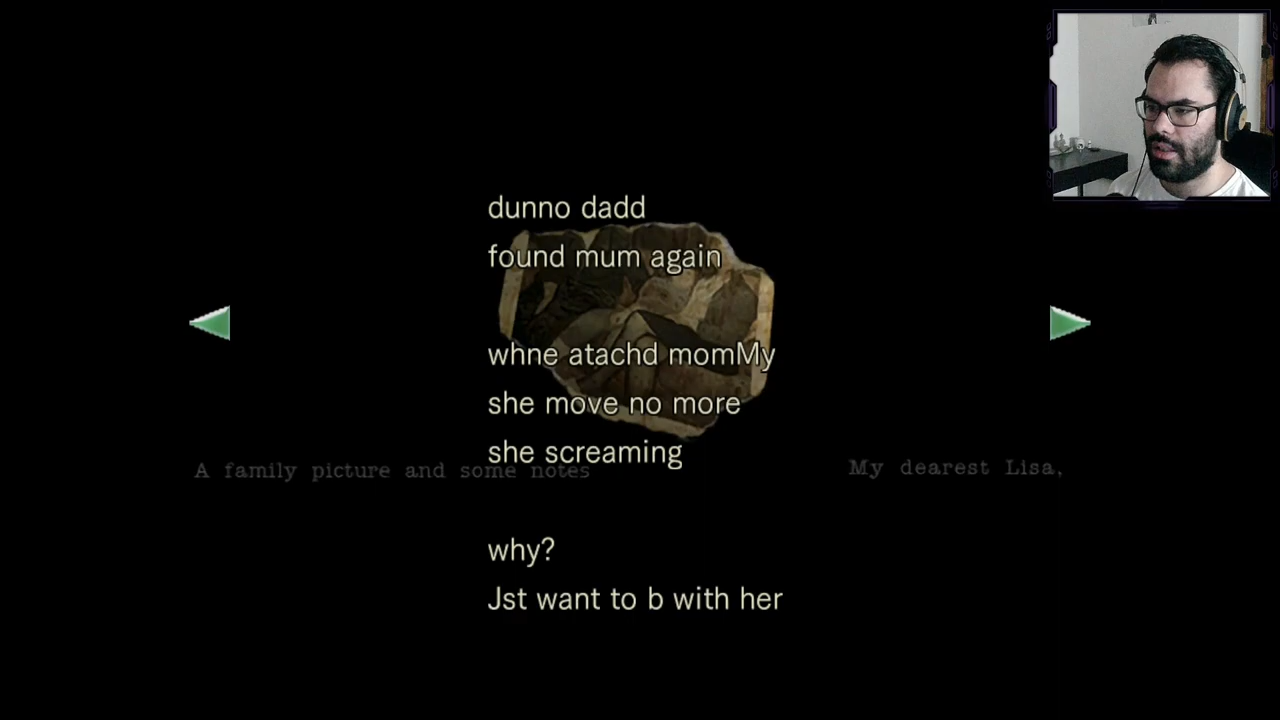 dunno dadd
found mum again
whne atachd momMy
she move no more
she screaming
A family picture and some notes
My dearest Lisa,
why?
Jst want to b with her